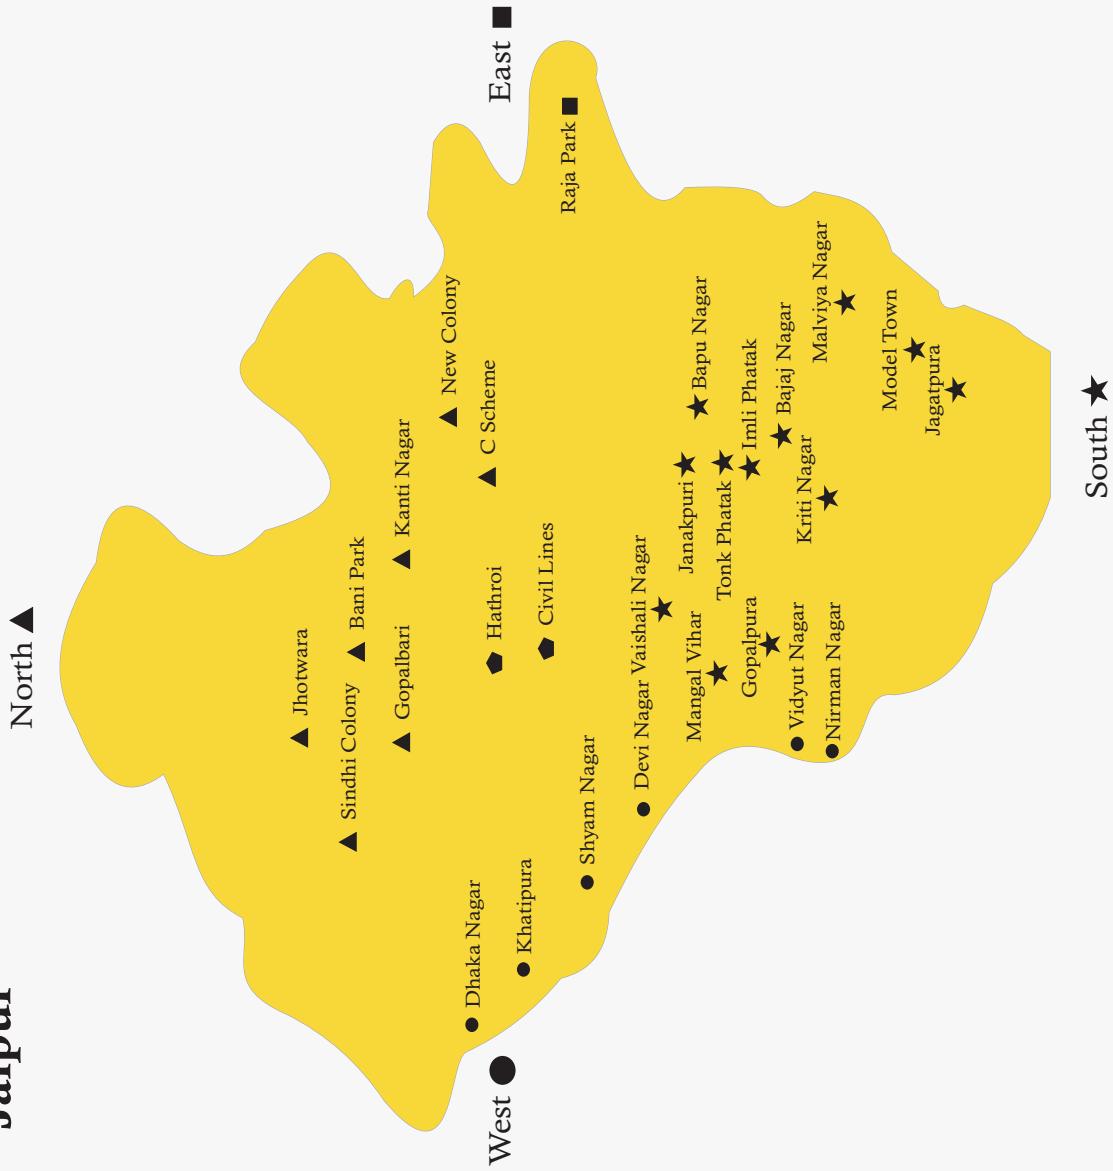 Jaipur
North
Jhotwara
Sindhi Colony
Bani Park
Gopalbari
Kanti Nagar
New Colony
Dhaka Nagar
C Scheme
Hathroi
West
East
Khatipura
Civil Lines
Raja Park
Shyam Nagar
Devi Nagar
Vaishali Nagar
Janakpuri
Mangal Vihar
Bapu Nagar
Tonk Phatak
Gopalpura
Imli Phatak
Bajaj Nagar
Vidyut Nagar
Kriti Nagar
Malviya Nagar
Nirman Nagar
Model Town
Jagatpura
South